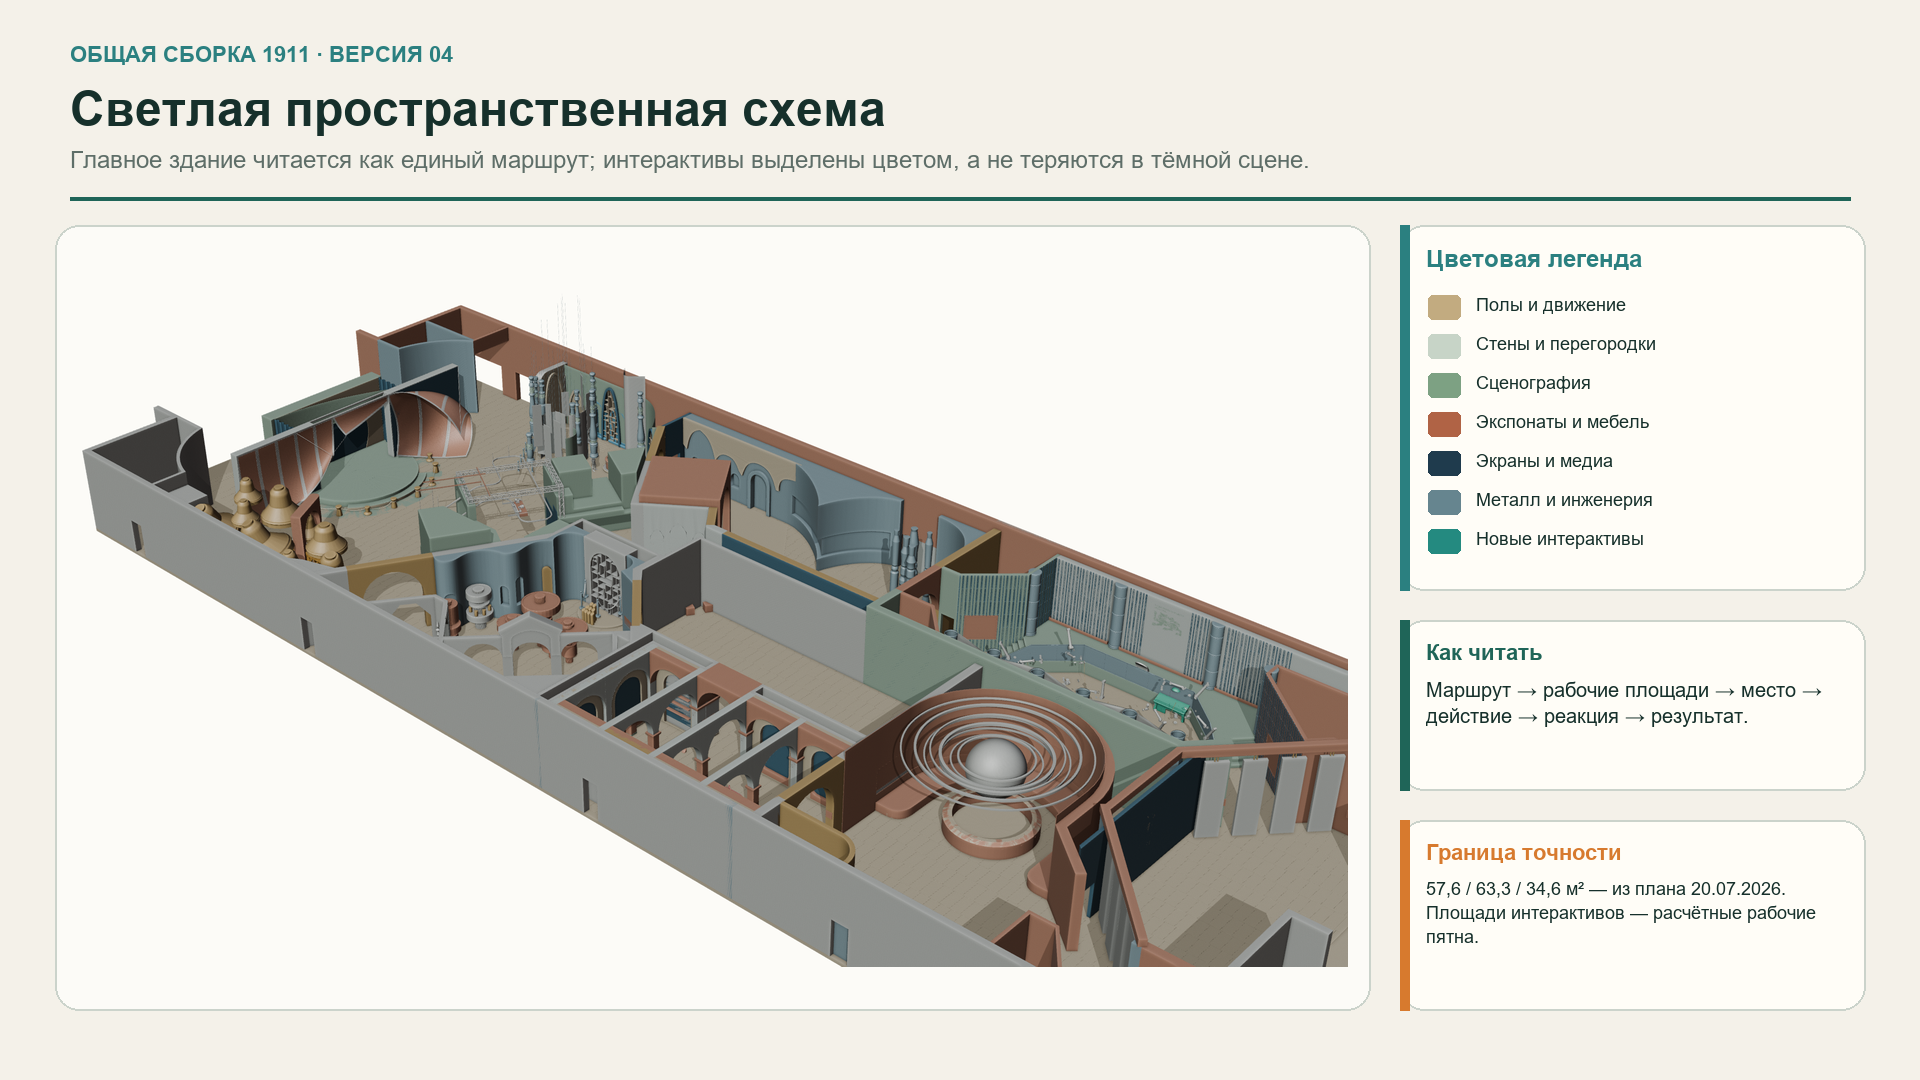 ОБЩАЯ СБОРКА 1911 · ВЕРСИЯ 04
Светлая пространственная схема
Главное здание читается как единый маршрут; интерактивы выделены цветом, а не теряются в тёмной сцене.
Цветовая легенда
Полы и движение
Стены и перегородки
Сценография
Экспонаты и мебель
Экраны и медиа
Металл и инженерия
Новые интерактивы
Как читать
Маршрут → рабочие площади → место →
действие → реакция → результат.
Граница точности
57,6 / 63,3 / 34,6 м² — из плана 20.07.2026.
Площади интерактивов — расчётные рабочие
пятна.